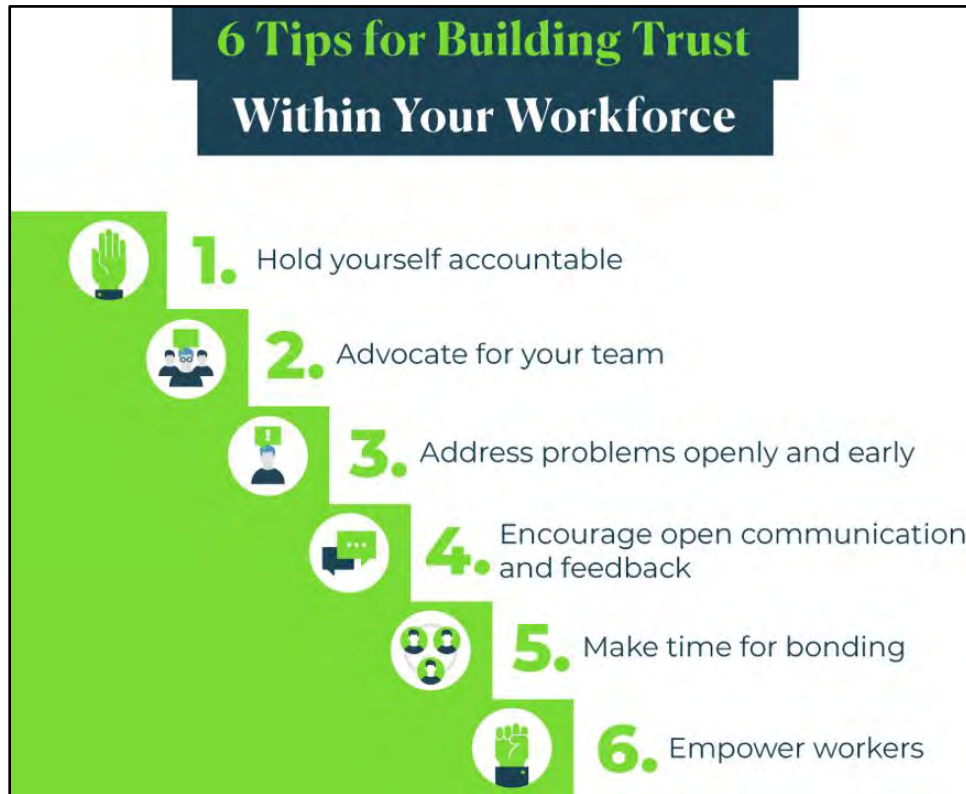 6 Tips for Building Trust
Within Your Workforce
1. Hold yourself accountable
2. Advocate for your team
3. Address problems openly and early
4. Encourage open communication
and feedback
5. Make time for bonding
6. Empower workers